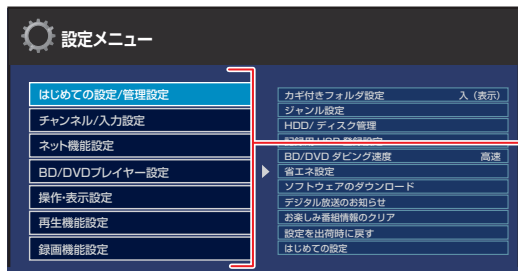 設定メニュー
はじめての設定/管理設定
チャンネル/入力設定
ネット機能設定
BD/DVDプレイヤー設定
操作・表示設定
再生機能設定
録画機能設定
カギ付きフォルダ設定 入（表示）
ジャンル設定
HDD/ディスク管理
BD/DVD ダビング速度 高速
省エネ設定
ソフトウェアのダウンロード
デジタル放送のお知らせ
お楽しみ番組情報のクリア
設定を出荷時に戻す
はじめての設定